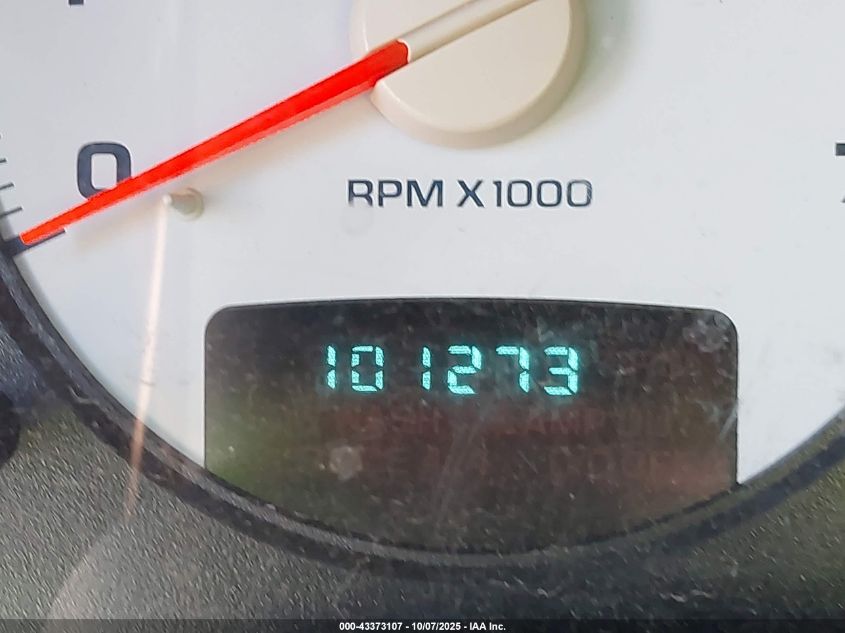 0
RPM X1000
101273
000-43373107 - 10/07/2025 - IAA Inc.